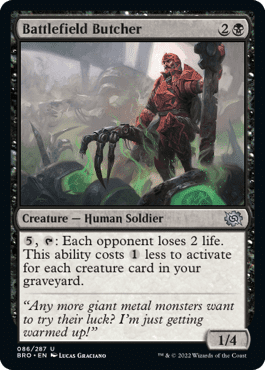 Battlefield Butcher 2
Creature — Human Soldier
5, : Each opponent loses 2 life.
This ability costs 1 less to activate
for each creature card in your
graveyard.
“Any more giant metal monsters want
to try their luck? I’m just getting
warmed up!”
1/4
086/287 U
BRO • EN Lucas Graciano
™ & © 2022 Wizards of the Coast